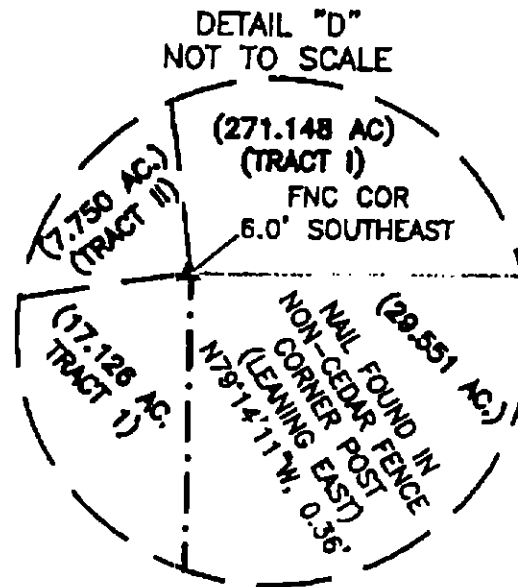 DETAIL "D"
NOT TO SCALE
(271.148 AC)
(TRACT I)
FNC COR
6.0' SOUTHEAST
(7.750 AC.)
(TRACT II)
(17.126 AC.
TRACT I)
NAIL FOUND IN
NON-CEDAR FENCE
CORNER POST
(LEANING EAST)
N79°14'11"W, 0.36'
(29.551 AC.)